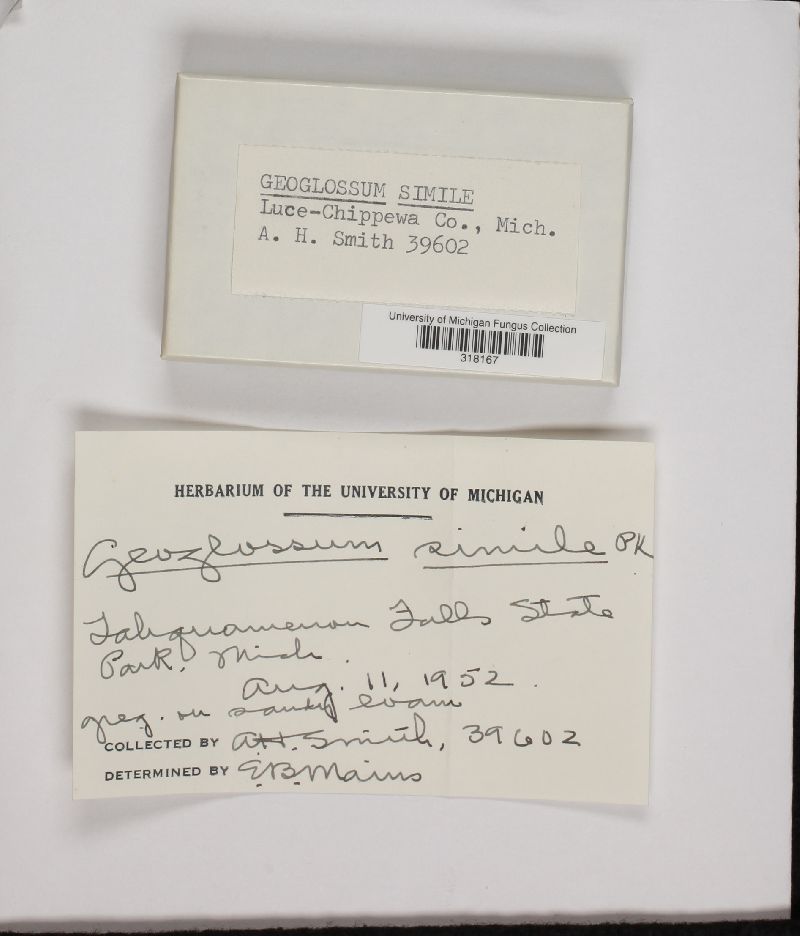 GEOGLOSSUM SIMILE
Luce-Chippewa Co., Mich.
A. H. Smith 39602
University of Michigan Fungus Collection
318167
HERBARIUM OF THE UNIVERSITY OF MICHIGAN
Geoglossum simile Pk
Tahquamenon Falls State
Park, Mich.
Aug. 11, 1952.
greg. on sandy loam
COLLECTED BY AH. Smith, 39602
DETERMINED BY E.B. Mains